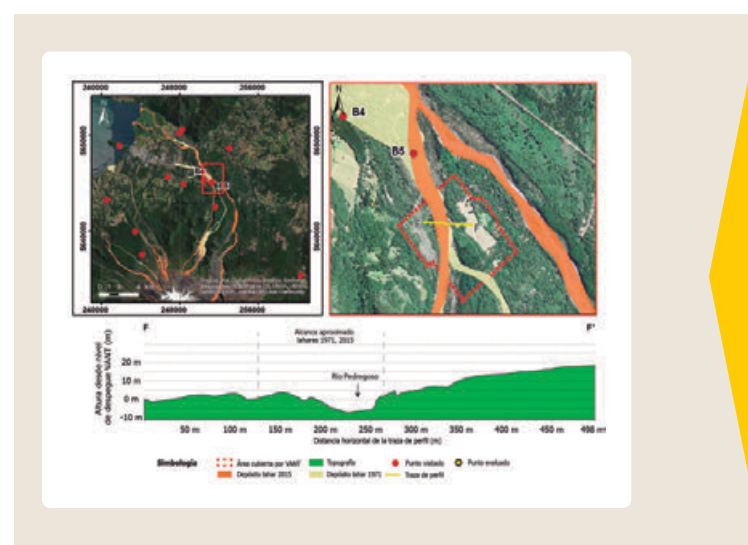 240000 248000 256000
N
N
B4
B5
240000 248000 256000
F
F'
Alcance aproximado
lahares 1971, 2015
Río Pedregoso
Altura desde nivel
de despegue VANT (m)
20 m
10 m
0 m
-10 m
50 m 100 m 150 m 200 m 250 m 300 m 350 m 400 m 450 m 498 m
Distancia horizontal de la traza de perfil (m)
Simbología
Área cubierta por VANT
Topografía
Punto visitado
Punto evaluado
Depósito lahar 2015
Depósito lahar 1971
Traza de perfil